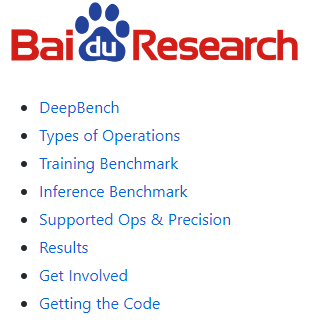 Baidu Research
DeepBench
Types of Operations
Training Benchmark
Inference Benchmark
Supported Ops & Precision
Results
Get Involved
Getting the Code